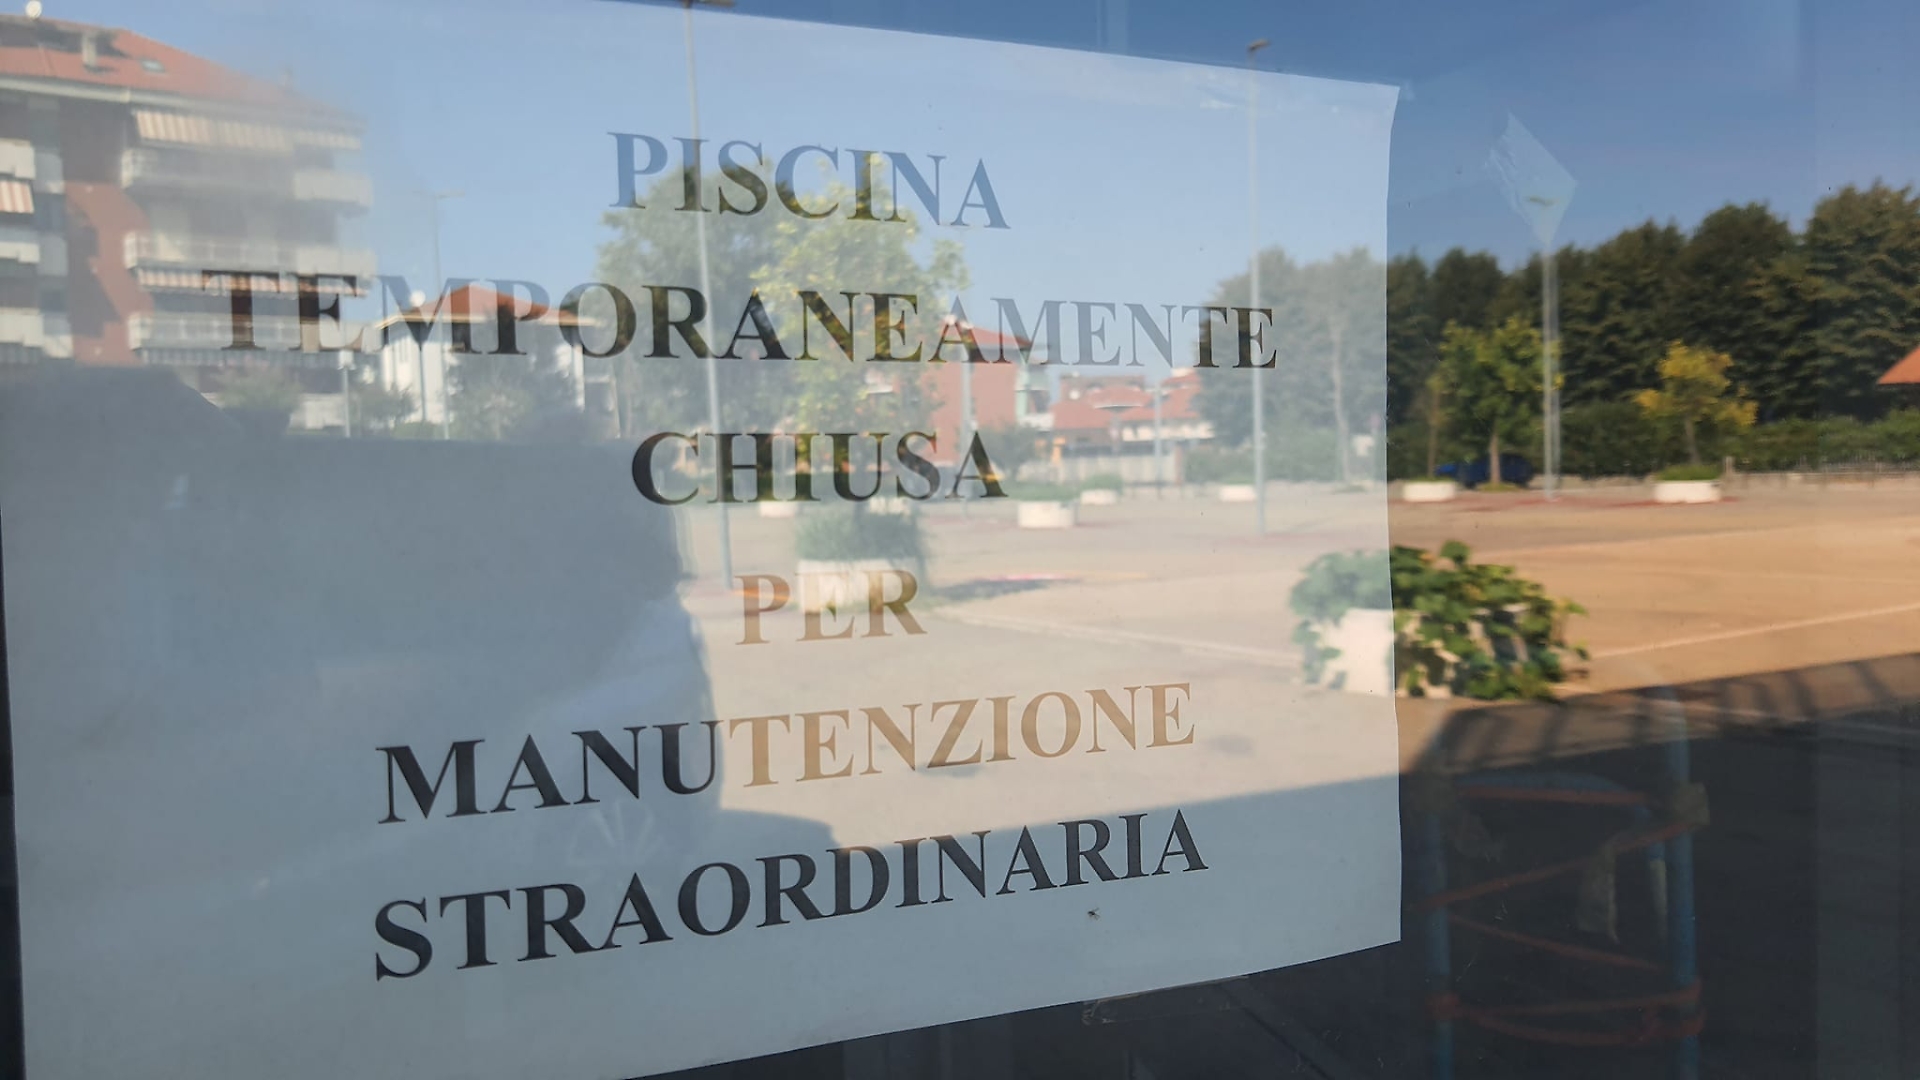 PISCINA
TEMPORANEAMENTE
CHIUSA
PER
MANUTENZIONE
STRAORDINARIA